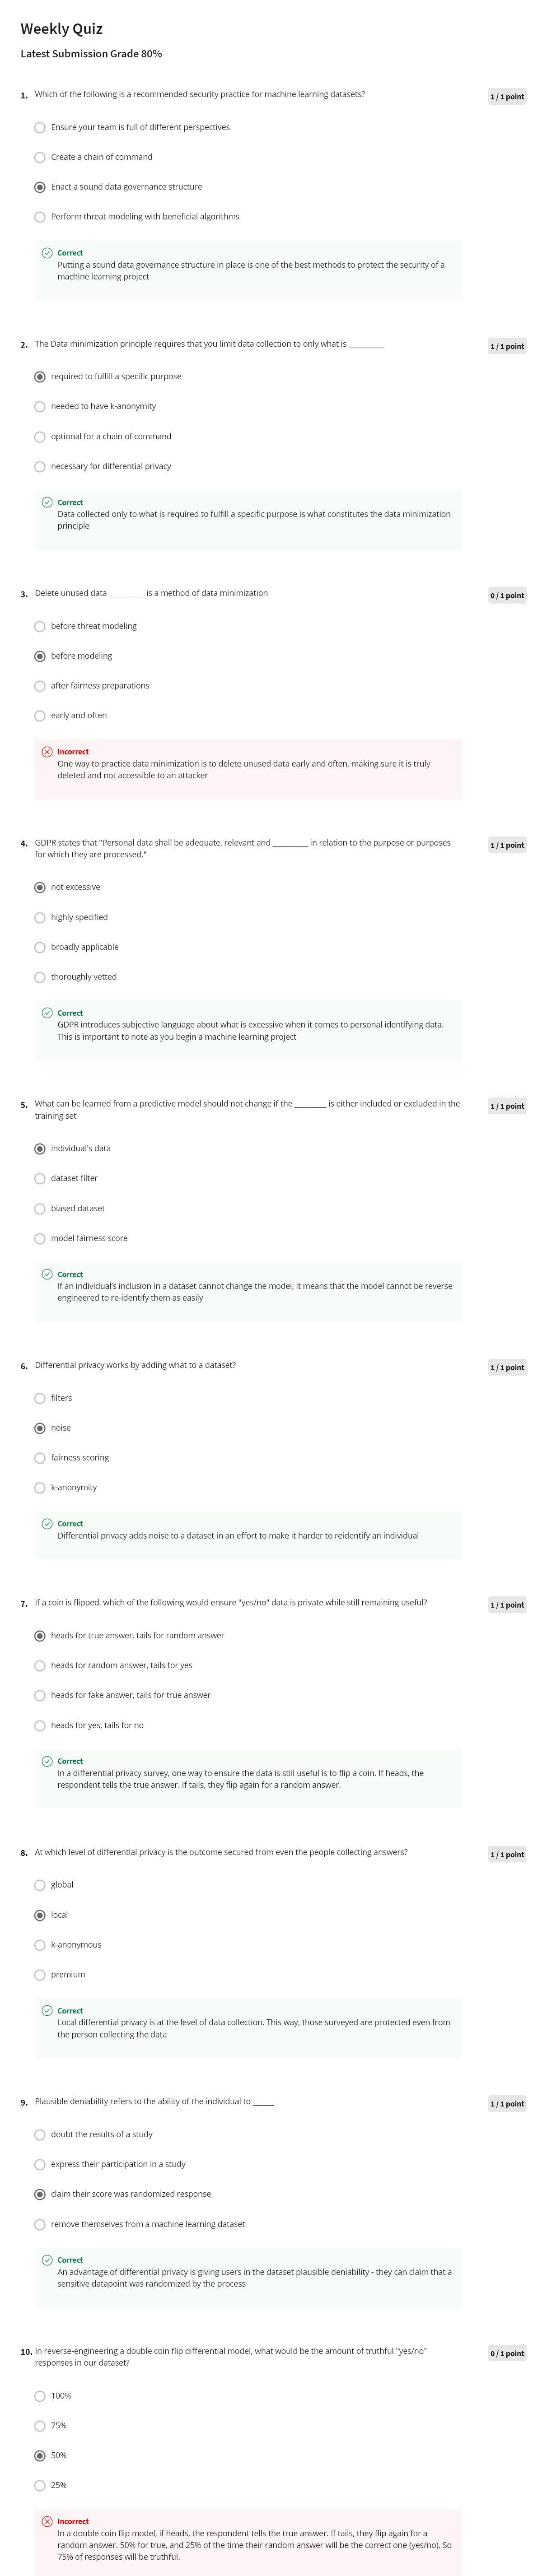 Weekly Quiz
Latest Submission Grade 80%
1. Which of the following is a recommended security practice for machine learning datasets?
1 / 1 point
Ensure your team is full of different perspectives
Create a chain of command
Enact a sound data governance structure
Perform threat modeling with beneficial algorithms
Correct
Putting a sound data governance structure in place is one of the best methods to protect the security of a
machine learning project
2. The Data minimization principle requires that you limit data collection to only what is _________
1 / 1 point
required to fulfill a specific purpose
needed to have k-anonymity
optional for a chain of command
necessary for differential privacy
Correct
Data collected only to what is required to fulfill a specific purpose is what constitutes the data minimization
principle
3. Delete unused data _________ is a method of data minimization
0 / 1 point
before threat modeling
before modeling
after fairness preparations
early and often
Incorrect
One way to practice data minimization is to delete unused data early and often, making sure it is truly
deleted and not accessible to an attacker
4. GDPR states that "Personal data shall be adequate, relevant and _________ in relation to the purpose or purposes
for which they are processed."
1 / 1 point
not excessive
highly specified
broadly applicable
thoroughly vetted
Correct
GDPR introduces subjective language about what is excessive when it comes to personal identifying data.
This is important to note as you begin a machine learning project
5. What can be learned from a predictive model should not change if the ________ is either included or excluded in the
training set
1 / 1 point
individual's data
dataset filter
biased dataset
model fairness score
Correct
If an individual's inclusion in a dataset cannot change the model, it means that the model cannot be reverse
engineered to re-identify them as easily
6. Differential privacy works by adding what to a dataset?
1 / 1 point
filters
noise
fairness scoring
k-anonymity
Correct
Differential privacy adds noise to a dataset in an effort to make it harder to reidentify an individual
7. If a coin is flipped, which of the following would ensure "yes/no" data is private while still remaining useful?
1 / 1 point
heads for true answer, tails for random answer
heads for random answer, tails for yes
heads for fake answer, tails for true answer
heads for yes, tails for no
Correct
In a differential privacy survey, one way to ensure the data is still useful is to flip a coin. If heads, the
respondent tells the true answer. If tails, they flip again for a random answer.
8. At which level of differential privacy is the outcome secured from even the people collecting answers?
1 / 1 point
global
local
k-anonymous
premium
Correct
Local differential privacy is at the level of data collection. This way, those surveyed are protected even from
the person collecting the data
9. Plausible deniability refers to the ability of the individual to _____
1 / 1 point
doubt the results of a study
express their participation in a study
claim their score was randomized response
remove themselves from a machine learning dataset
Correct
An advantage of differential privacy is giving users in the dataset plausible deniability - they can claim that a
sensitive datapoint was randomized by the process
10. In reverse-engineering a double coin flip differential model, what would be the amount of truthful "yes/no"
responses in our dataset?
0 / 1 point
100%
75%
50%
25%
Incorrect
In a double coin flip model, if heads, the respondent tells the true answer. If tails, they flip again for a
random answer. 50% for true, and 25% of the time their random answer will be the correct one (yes/no). So
75% of responses will be truthful.